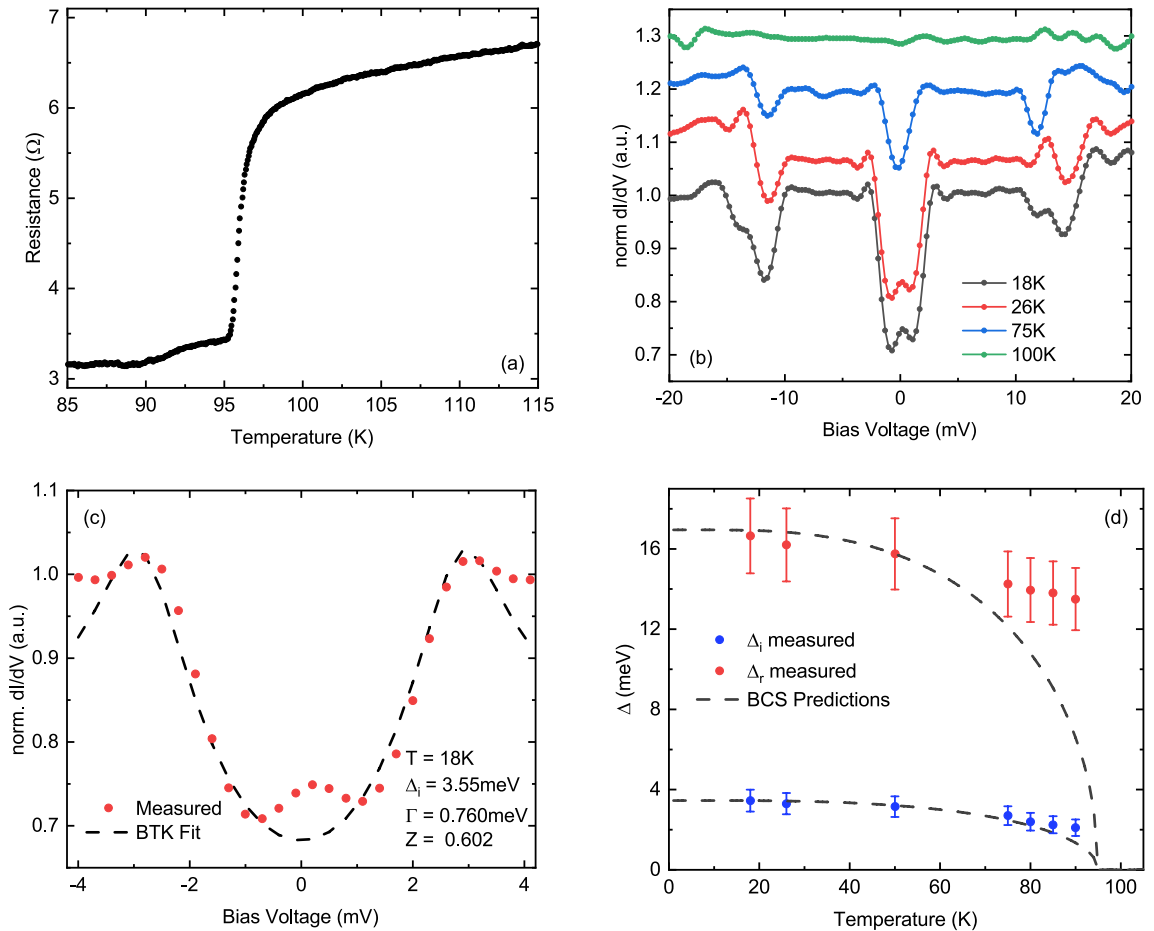 7
6
5
4
3
Resistance (Ω)
85 90 95 100 105 110 115
Temperature (K)
(a)
1.3
1.2
1.1
1.0
0.9
0.8
0.7
norm dI/dV (a.u.)
18K
26K
75K
100K
(b)
-20 -10 0 10 20
Bias Voltage (mV)
1.1
1.0
0.9
0.8
0.7
norm. dI/dV (a.u.)
(c)
Measured
BTK Fit
T = 18K
Δi = 3.55meV
Γ = 0.760meV
Z = 0.602
-4 -2 0 2 4
Bias Voltage (mV)
16
12
8
4
0
Δ (meV)
(d)
Δi measured
Δr measured
BCS Predictions
0 20 40 60 80 100
Temperature (K)